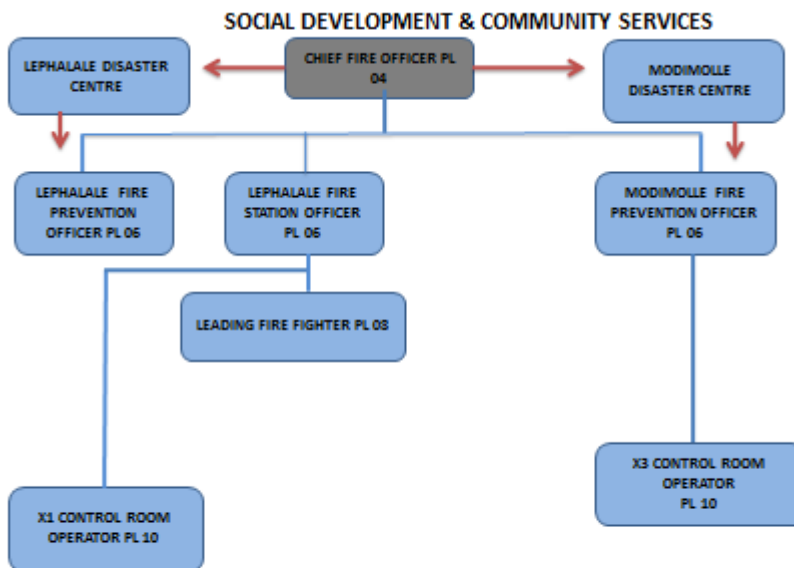 SOCIAL DEVELOPMENT & COMMUNITY SERVICES
LEPHALALE DISASTER
CENTRE
CHIEF FIRE OFFICER PL
04
MODIMOLLE
DISASTER CENTRE
LEPHALALE FIRE
PREVENTION
OFFICER PL 06
LEPHALALE FIRE
STATION OFFICER
PL 06
MODIMOLLE FIRE
PREVENTION OFFICER
PL 06
LEADING FIRE FIGHTER PL 08
X3 CONTROL ROOM
OPERATOR
PL 10
X1 CONTROL ROOM
OPERATOR PL 10